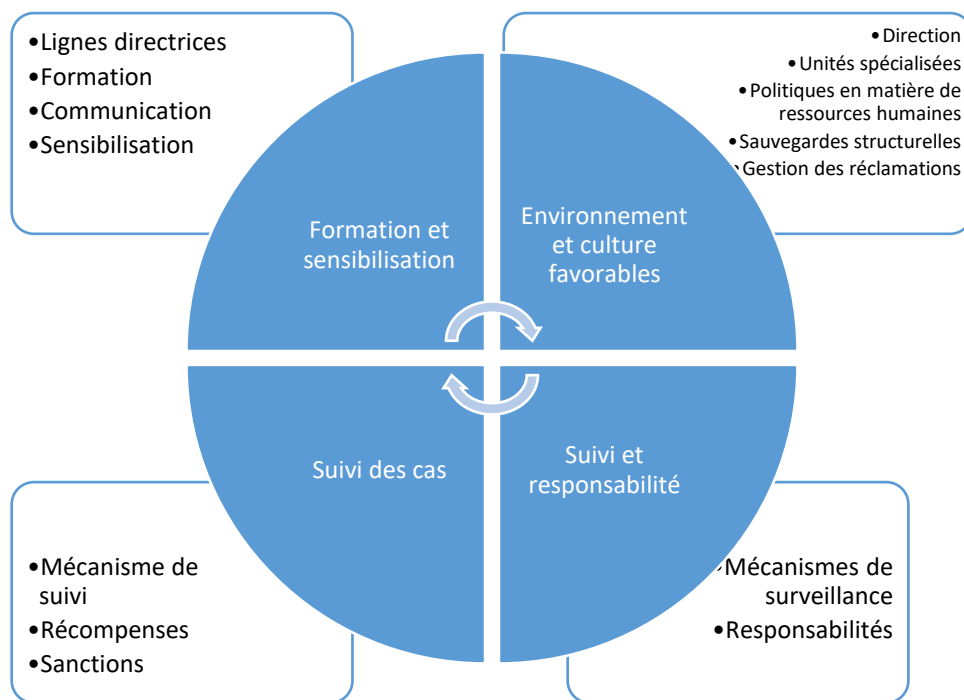 •Lignes directrices
•Formation
•Communication
•Sensibilisation
•Direction
•Unités spécialisées
•Politiques en matière de
ressources humaines
•Sauvegardes structurelles
•Gestion des réclamations
Formation et
sensibilisation
Environnement
et culture
favorables
Suivi des cas
Suivi et
responsabilité
•Mécanisme de
suivi
•Récompenses
•Sanctions
•Mécanismes de
surveillance
•Responsabilités